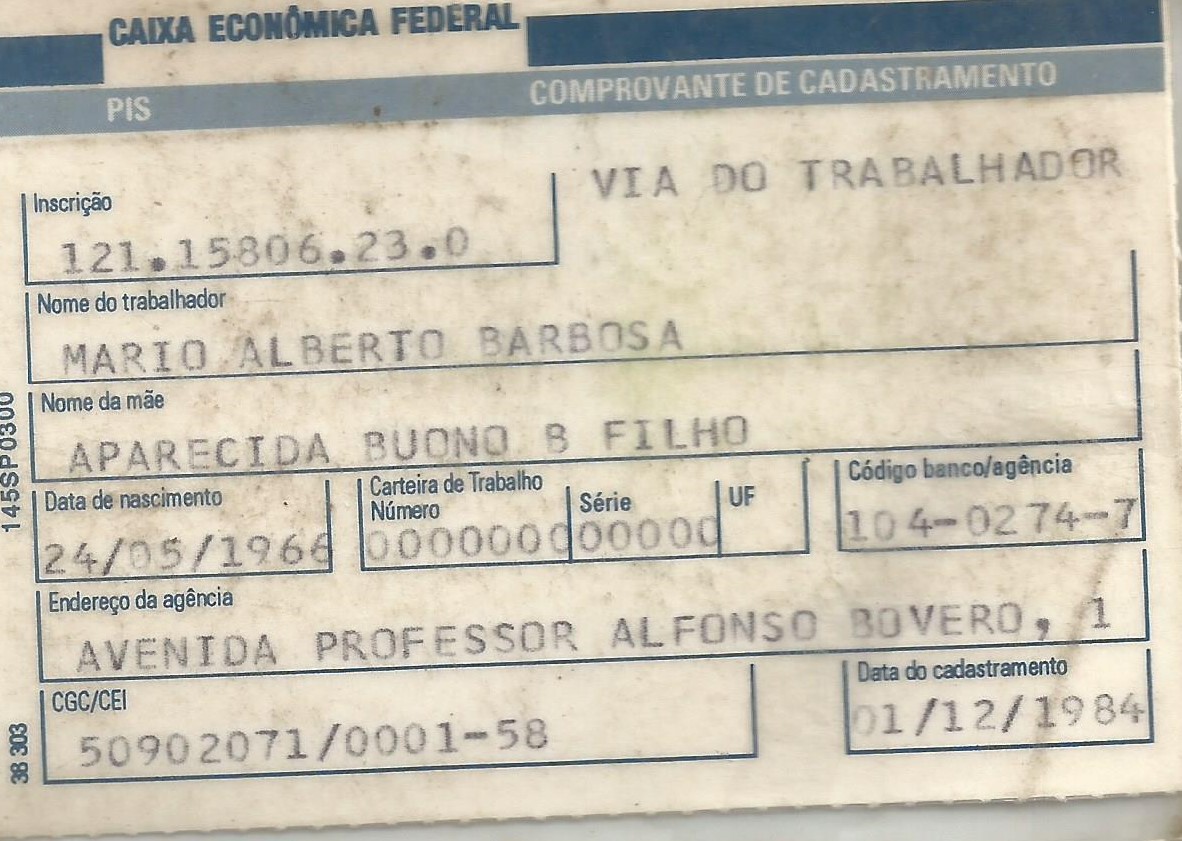 CAIXA ECONÔMICA FEDERAL
PIS COMPROVANTE DE CADASTRAMENTO
VIA DO TRABALHADOR
Inscrição
121.15806.23.0
Nome do trabalhador
MARIO ALBERTO BARBOSA
Nome da mãe
APARECIDA BUONO B FILHO
Data de nascimento
24/05/1966
Carteira de Trabalho
Número
0000000
Série
00000
UF
Código banco/agência
104-0274-7
Endereço da agência
AVENIDA PROFESSOR ALFONSO BOVERO, 1
CGC/CEI
50902071/0001-58
Data do cadastramento
01/12/1984
145SP0300
38 303